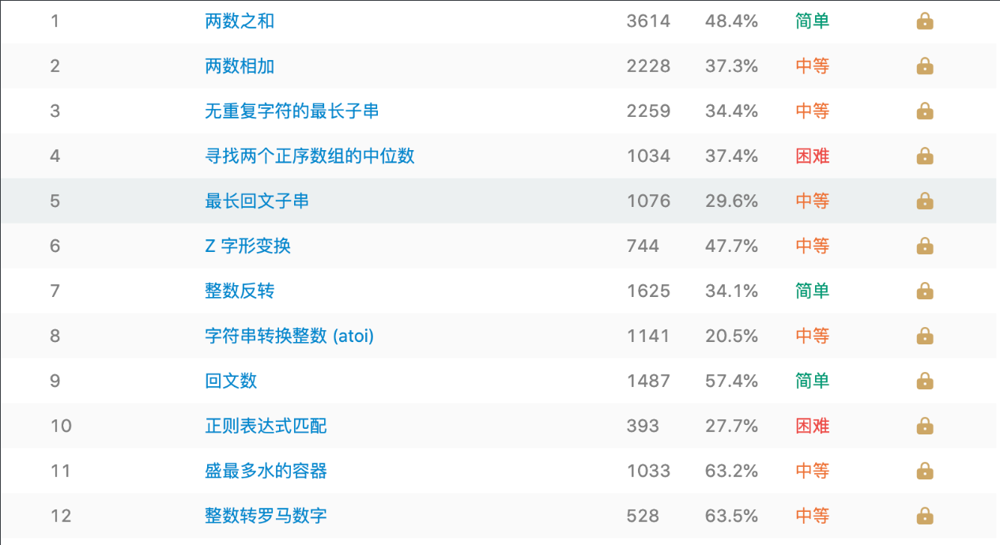 1 两数之和 3614 48.4% 简单
2 两数相加 2228 37.3% 中等
3 无重复字符的最长子串 2259 34.4% 中等
4 寻找两个正序数组的中位数 1034 37.4% 困难
5 最长回文子串 1076 29.6% 中等
6 Z 字形变换 744 47.7% 中等
7 整数反转 1625 34.1% 简单
8 字符串转换整数 (atoi) 1141 20.5% 中等
9 回文数 1487 57.4% 简单
10 正则表达式匹配 393 27.7% 困难
11 盛最多水的容器 1033 63.2% 中等
12 整数转罗马数字 528 63.5% 中等